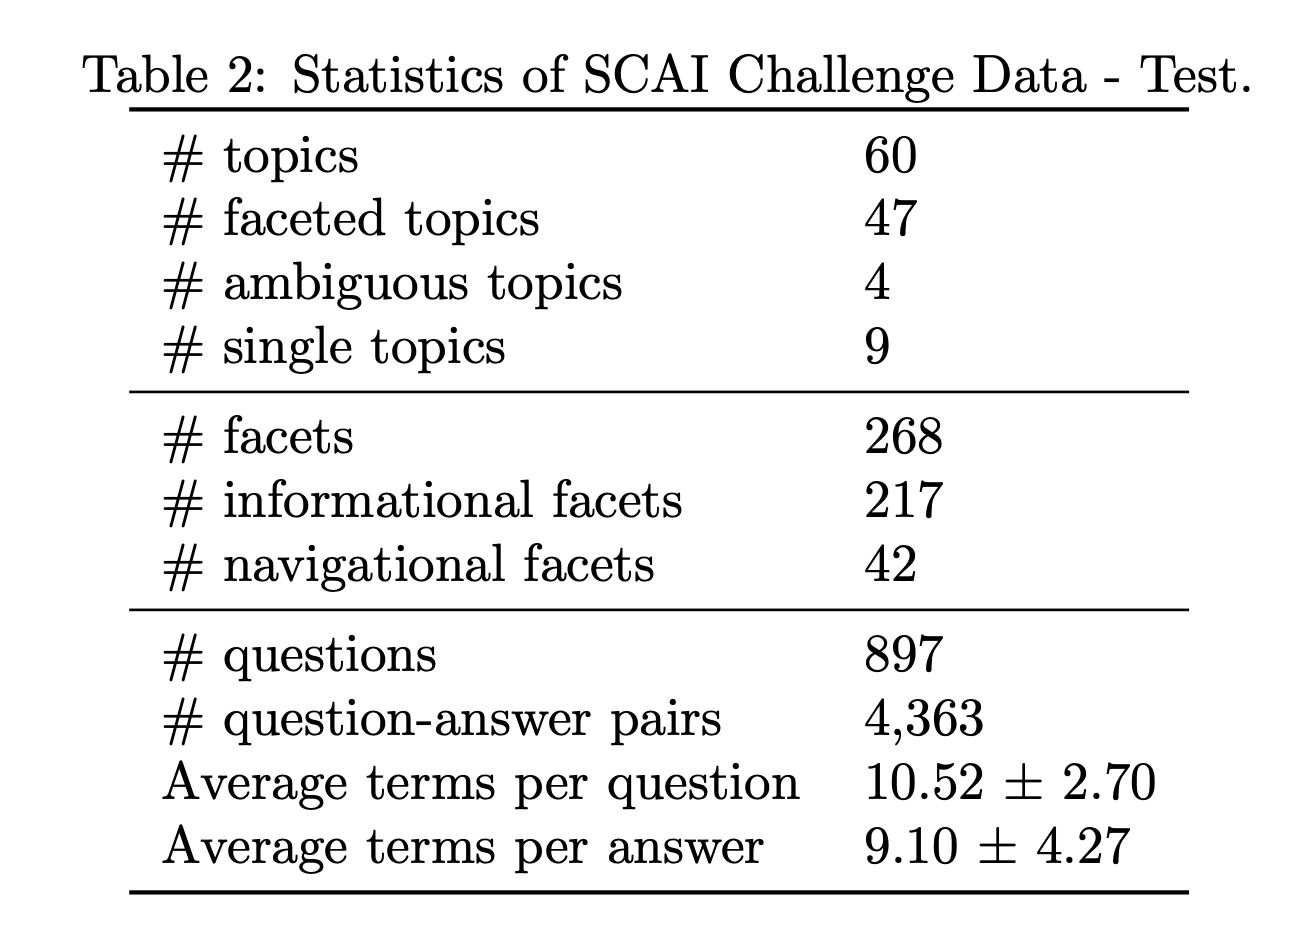 Table 2: Statistics of SCAI Challenge Data - Test.
# topics 60
# faceted topics 47
# ambiguous topics 4
# single topics 9
# facets 268
# informational facets 217
# navigational facets 42
# questions 897
# question-answer pairs 4,363
Average terms per question 10.52 ± 2.70
Average terms per answer 9.10 ± 4.27